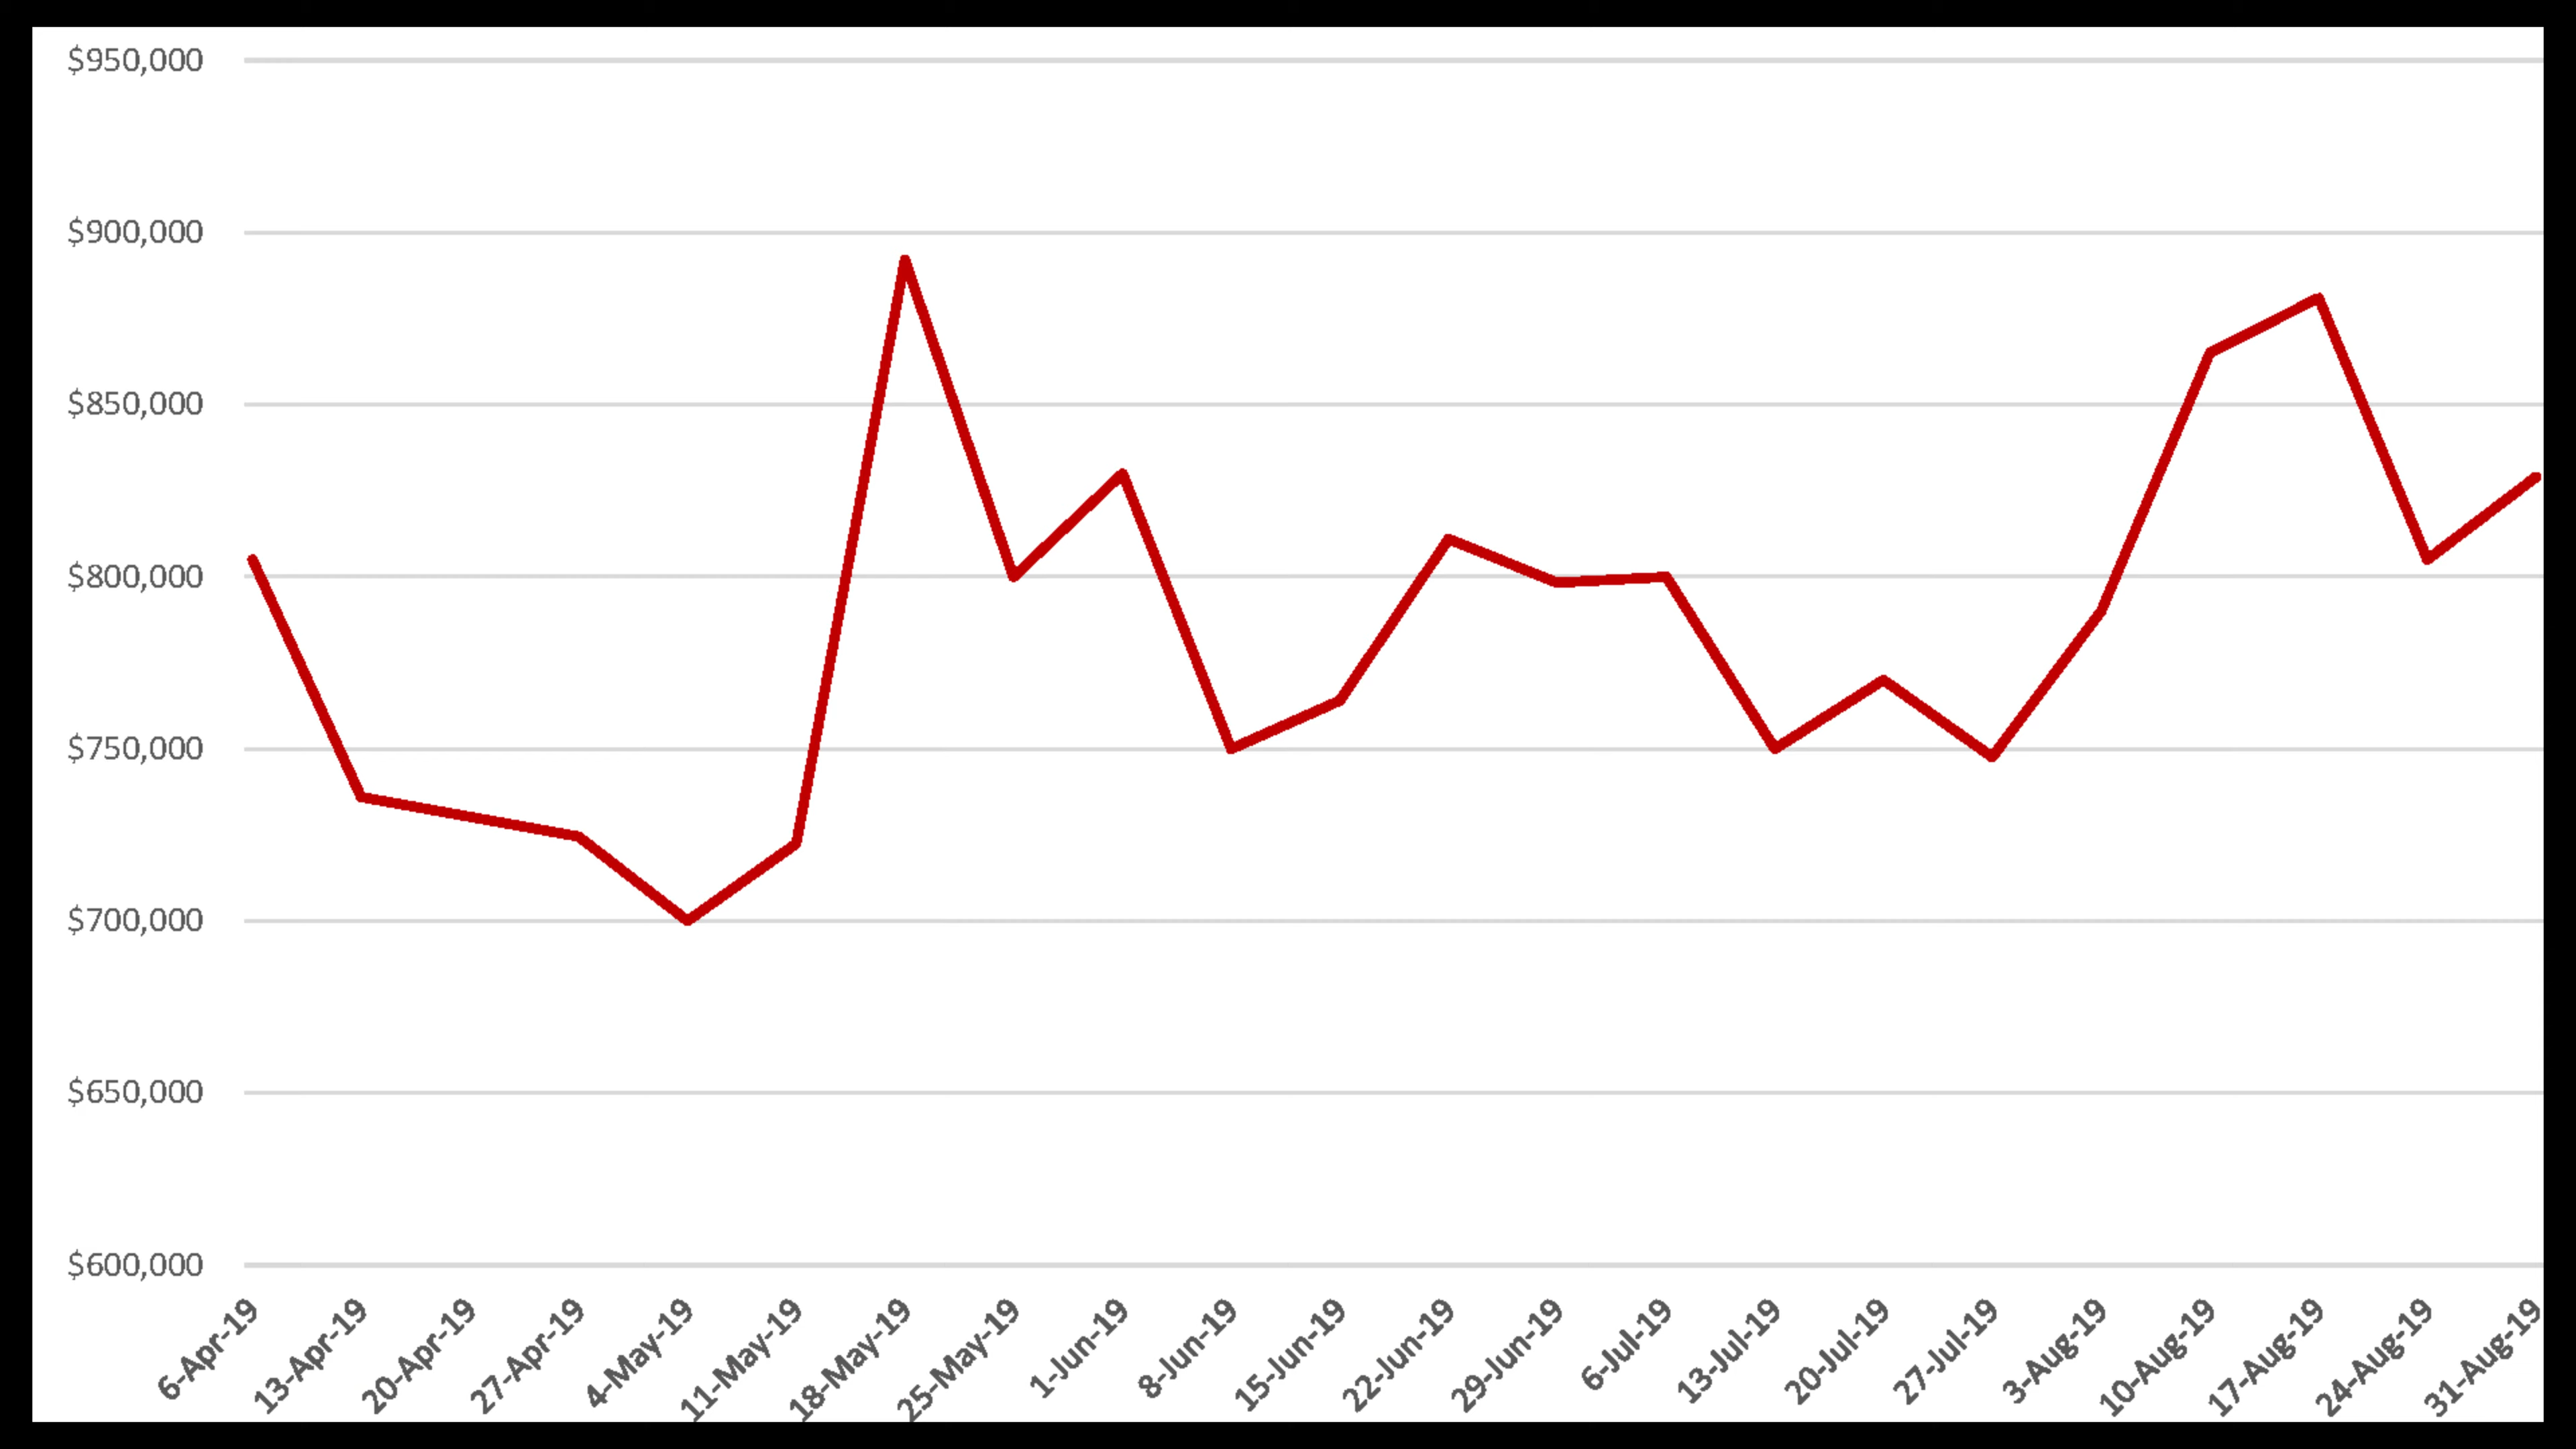 $950,000
$900,000
$850,000
$800,000
$750,000
$700,000
$650,000
$600,000
6-Apr-19
13-Apr-19
20-Apr-19
27-Apr-19
4-May-19
11-May-19
18-May-19
25-May-19
1-Jun-19
8-Jun-19
15-Jun-19
22-Jun-19
29-Jun-19
6-Jul-19
13-Jul-19
20-Jul-19
27-Jul-19
3-Aug-19
10-Aug-19
17-Aug-19
24-Aug-19
31-Aug-19